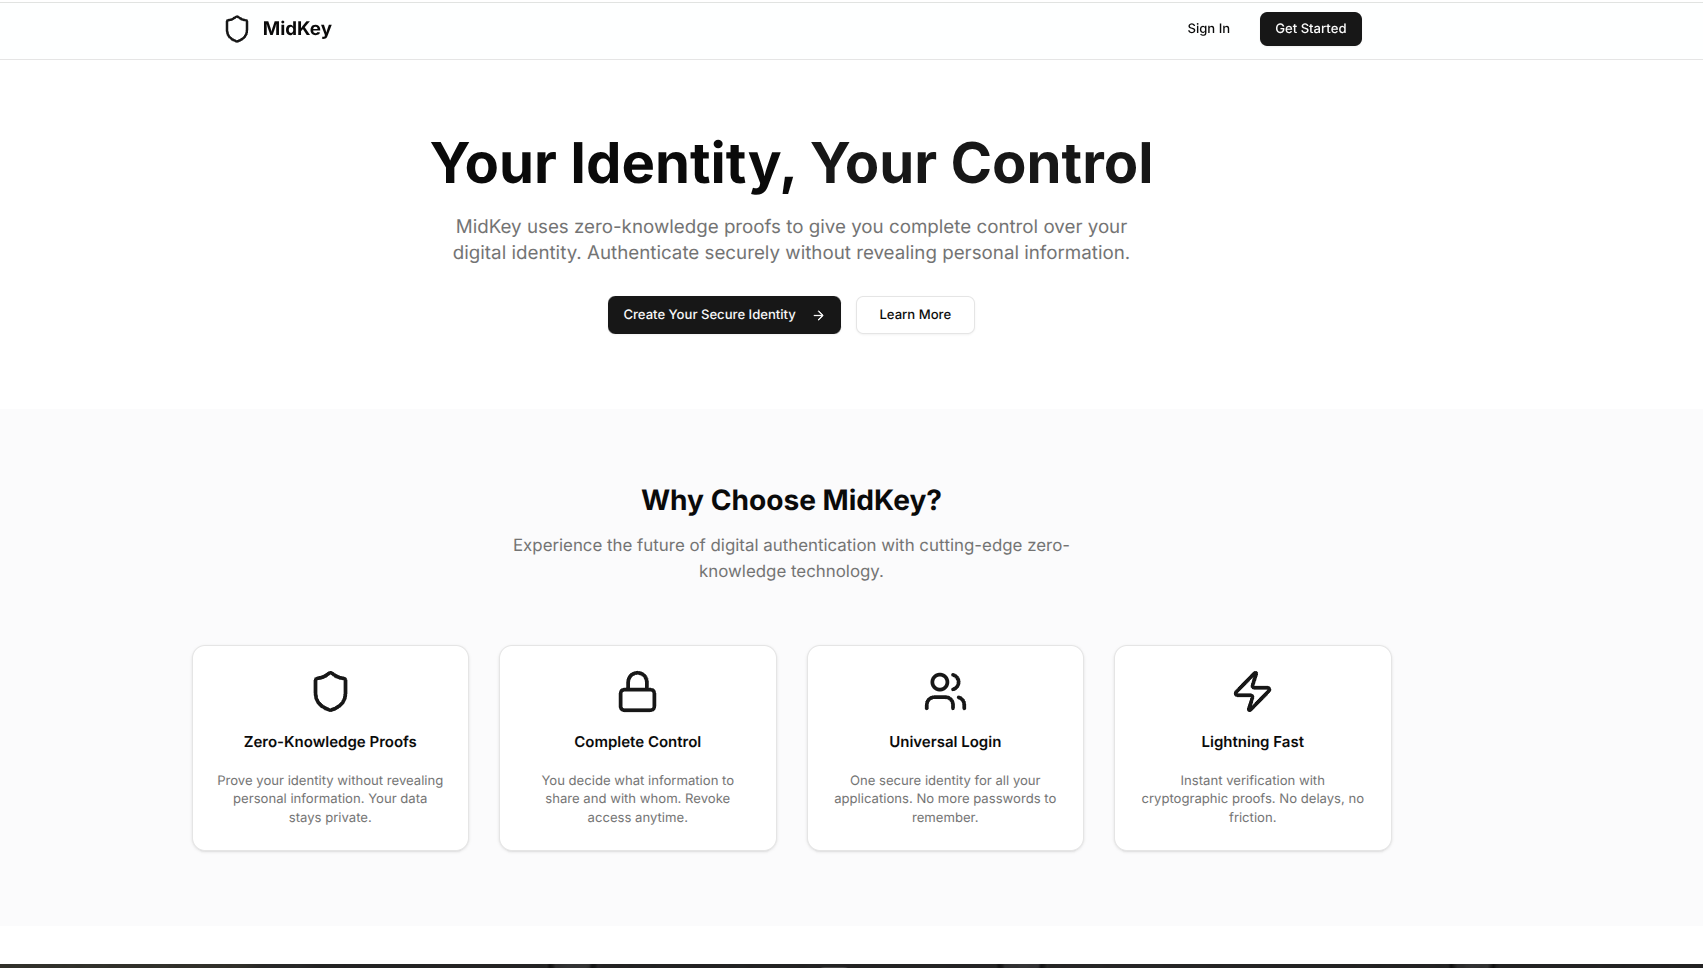 MidKey
Sign In
Get Started
Your Identity, Your Control
MidKey uses zero-knowledge proofs to give you complete control over your
digital identity. Authenticate securely without revealing personal information.
Create Your Secure Identity
Learn More
Why Choose MidKey?
Experience the future of digital authentication with cutting-edge zero-
knowledge technology.
Zero-Knowledge Proofs
Prove your identity without revealing
personal information. Your data
stays private.
Complete Control
You decide what information to
share and with whom. Revoke
access anytime.
Universal Login
One secure identity for all your
applications. No more passwords to
remember.
Lightning Fast
Instant verification with
cryptographic proofs. No delays, no
friction.